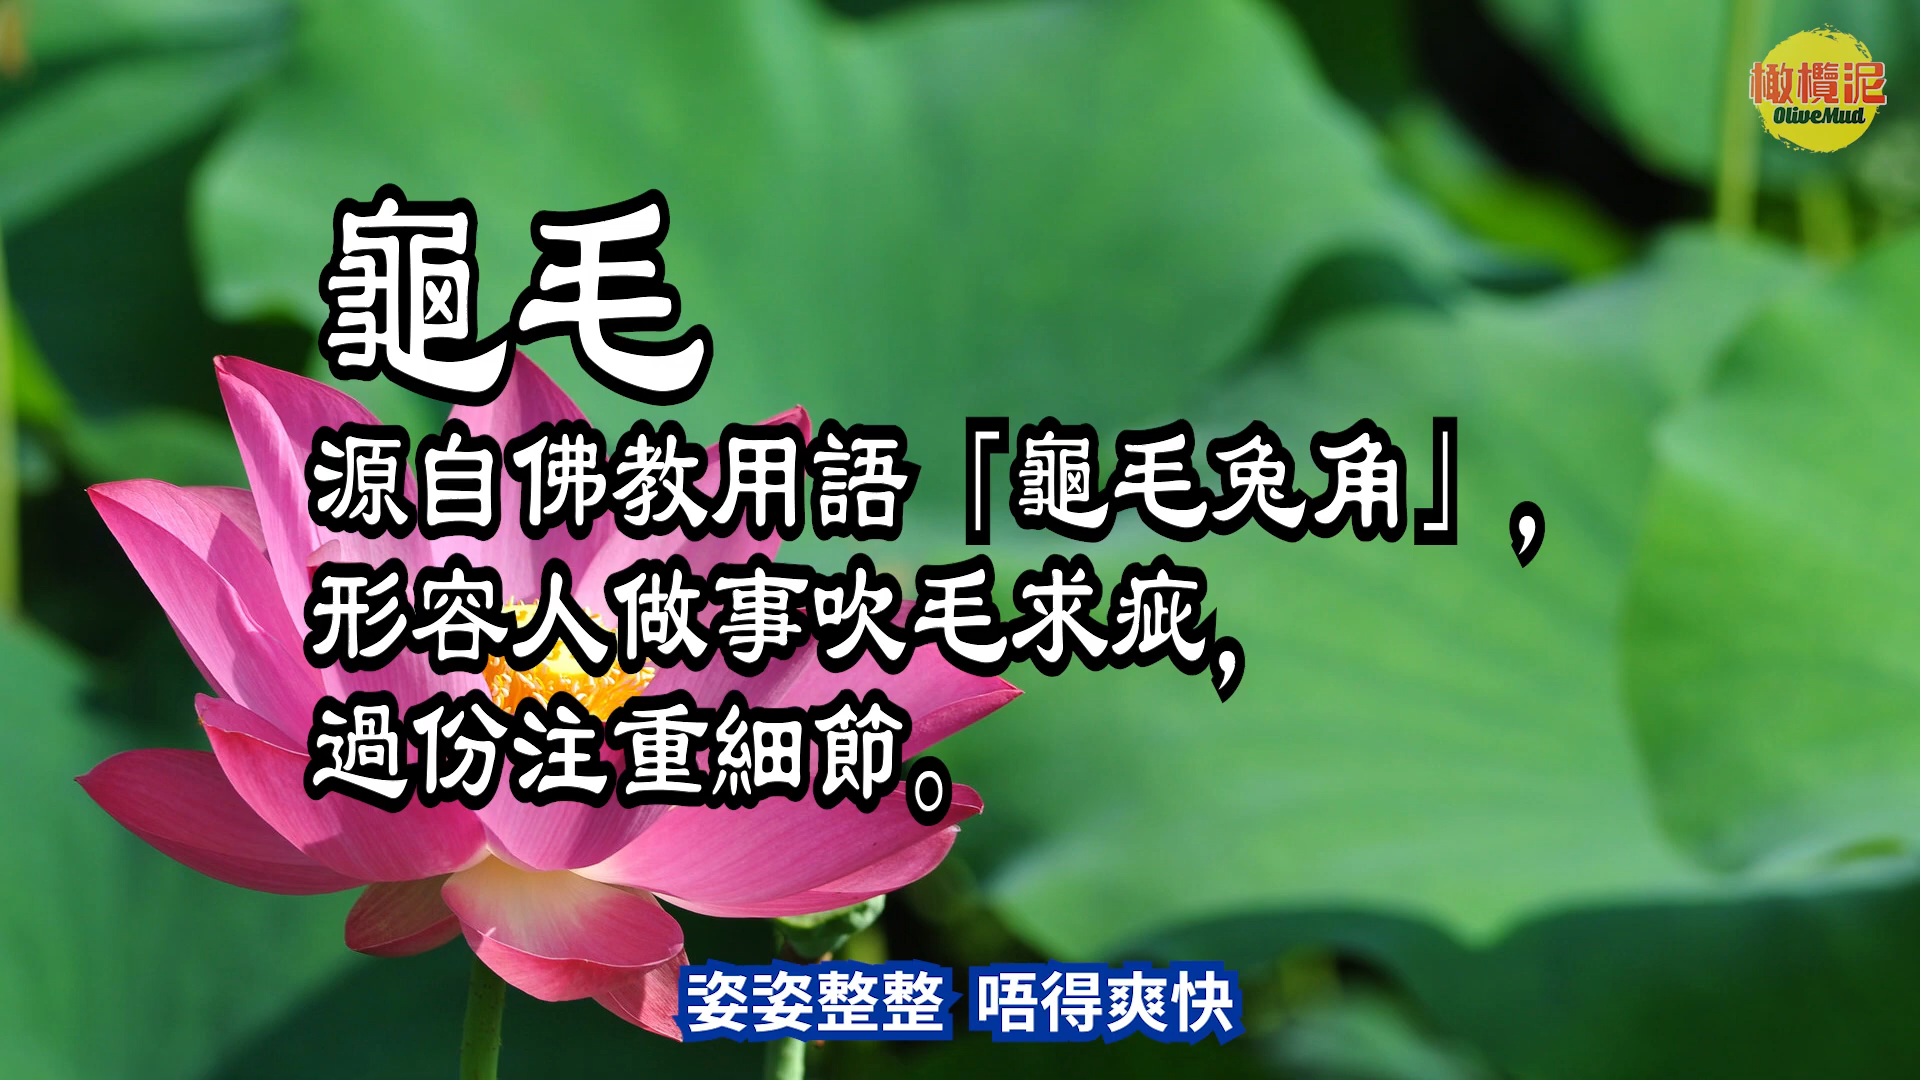 橄欖泥
OliveMud
龜毛
源自佛教用語「龜毛兔角」，
形容人做事吹毛求疵，
過份注重細節。
姿姿整整 唔得爽快